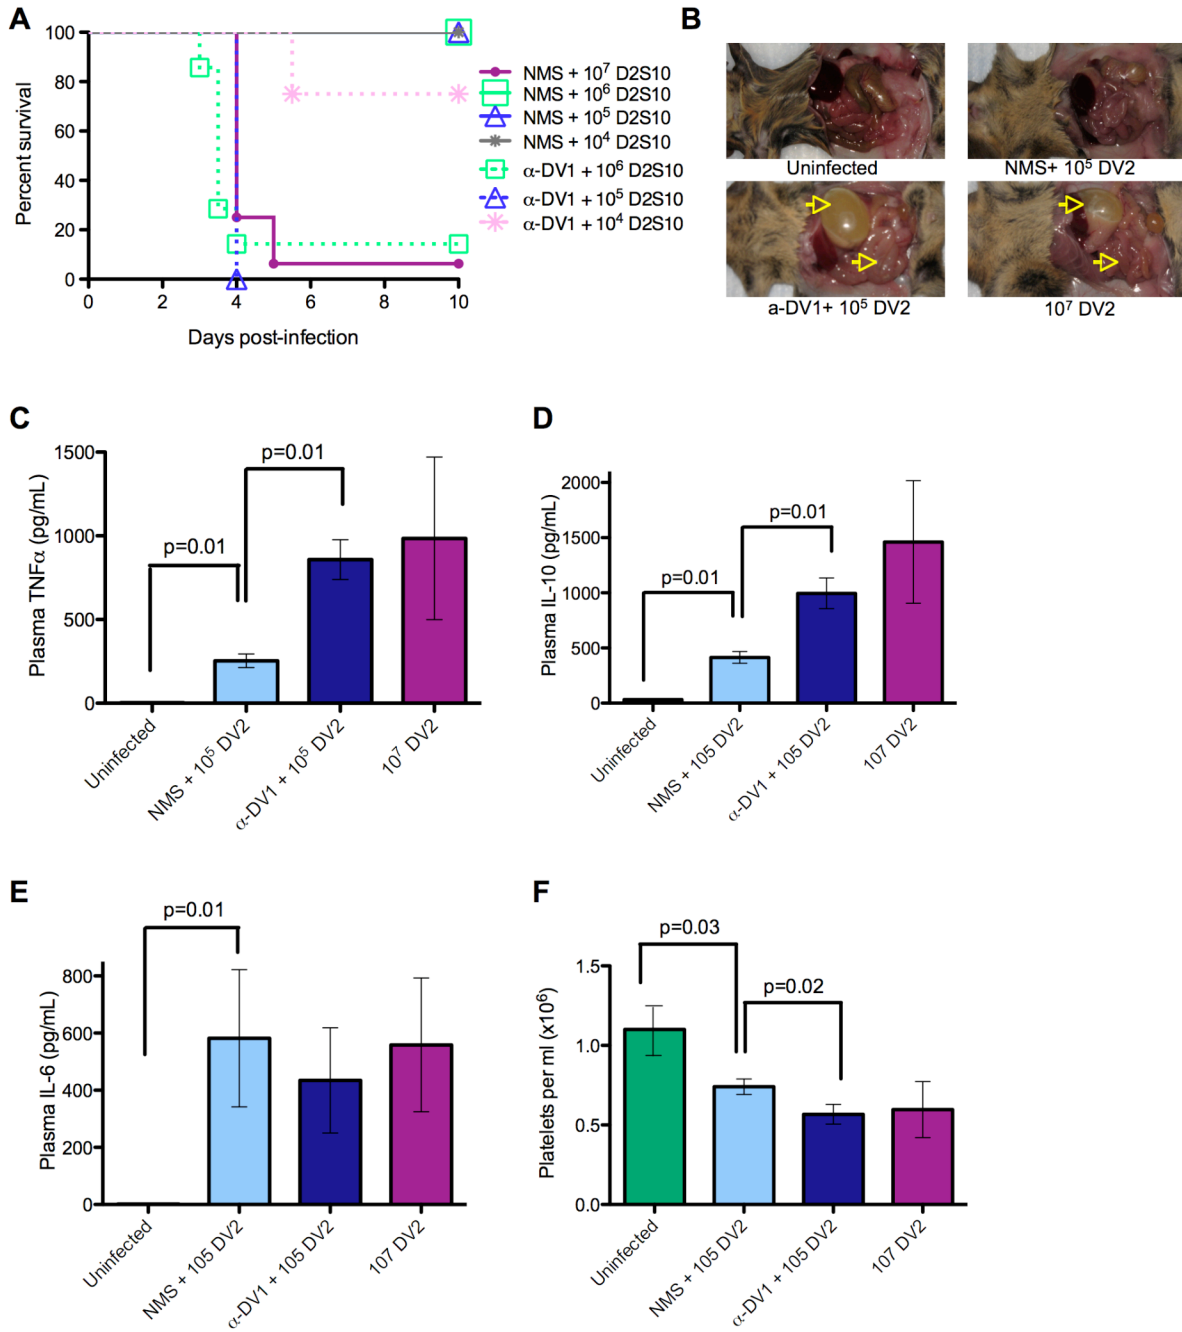 A
Percent survival
100
80
60
40
20
0
0 2 4 6 8 10
Days post-infection
NMS + 10⁷ D2S10
NMS + 10⁶ D2S10
NMS + 10⁵ D2S10
NMS + 10⁴ D2S10
α-DV1 + 10⁶ D2S10
α-DV1 + 10⁵ D2S10
α-DV1 + 10⁴ D2S10
B
Uninfected
NMS+ 10⁵ DV2
a-DV1+ 10⁵ DV2
10⁷ DV2
C
Plasma TNFα (pg/mL)
1500
1000
500
0
p=0.01
p=0.01
Uninfected
NMS + 10⁵ DV2
α-DV1 + 10⁵ DV2
10⁷ DV2
D
Plasma IL-10 (pg/mL)
2000
1500
1000
500
0
p=0.01
p=0.01
Uninfected
NMS + 105 DV2
α-DV1 + 105 DV2
107 DV2
E
Plasma IL-6 (pg/mL)
800
600
400
200
0
p=0.01
Uninfected
NMS + 105 DV2
α-DV1 + 105 DV2
107 DV2
F
Platelets per ml (x10⁶)
1.5
1.0
0.5
0.0
p=0.03
p=0.02
Uninfected
NMS + 105 DV2
α-DV1 + 105 DV2
107 DV2